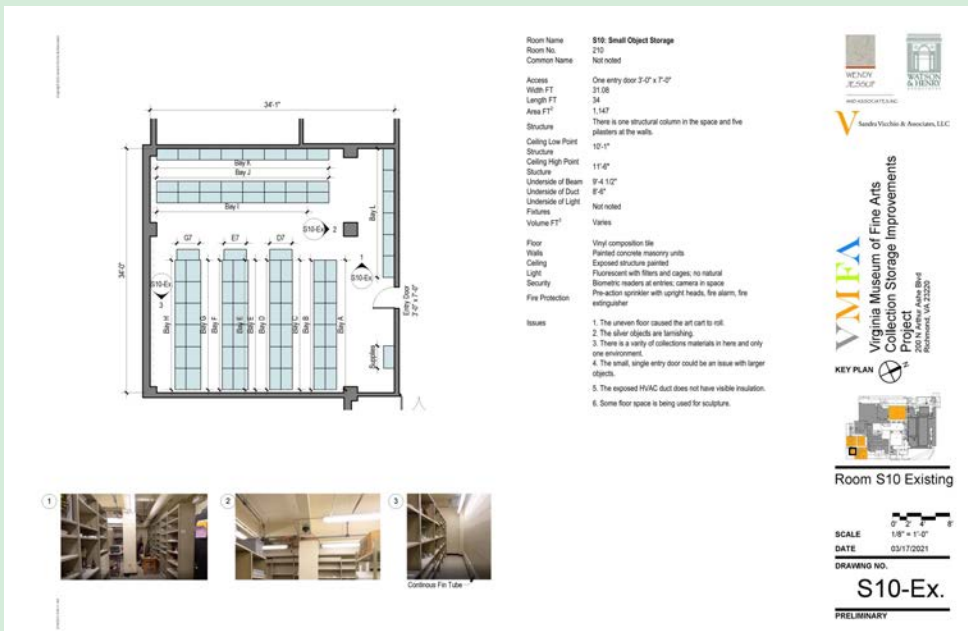 Room Name S10: Small Object Storage
Room No. 210
Common Name Not noted
Access One entry door 3'-0" x 7'-0"
Width FT 31.08
Length FT 34
Area FT² 1,147
Structure There is one structural column in the space and five
pilasters at the walls.
Ceiling Low Point
Structure 10'-1"
Ceiling High Point
Stucture 11'-6"
Underside of Beam 9'-4 1/2"
Underside of Duct 8'-6"
Underside of Light
Fixtures Not noted
Volume FT³ Varies
Floor Vinyl composition tile
Walls Painted concrete masonry units
Ceiling Exposed structure painted
Light Fluorescent with filters and cages; no natural
Security Biometric readers at entries; camera in space
Fire Protection Pre-action sprinkler with upright heads, fire alarm, fire
extinguisher
Issues 1. The uneven floor caused the art cart to roll.
2. The silver objects are tarnishing.
3. There is a varity of collections materials in here and only
one environment.
4. The small, single entry door could be an issue with larger
objects.
5. The exposed HVAC duct does not have visible insulation.
6. Some floor space is being used for sculpture.
34'-1"
34'-0"
Bay K
Bay J
Bay I
Bay L
S10-Ex 2
G7
E7
D7
1
S10-Ex
S10-Ex
3
Bay H
Bay G
Bay F
Bay E
Bay D
Bay C
Bay B
Bay A
Entry Door
3'-0" x 7'-0"
Supplies
1
2
3
Continous Fin Tube
WENDY
JESSUP
AND ASSOCIATES, INC
WATSON
& HENRY
ASSOCIATES
V Sandra Vicchio & Associates, LLC
VMFA
Virginia Museum of Fine Arts
Collection Storage Improvements
Project
200 N Arthur Ashe Blvd
Richmond, VA 23220
KEY PLAN
N
Room S10 Existing
0' 2' 4' 8'
SCALE 1/8" = 1'-0"
DATE 03/17/2021
DRAWING NO.
S10-Ex.
PRELIMINARY